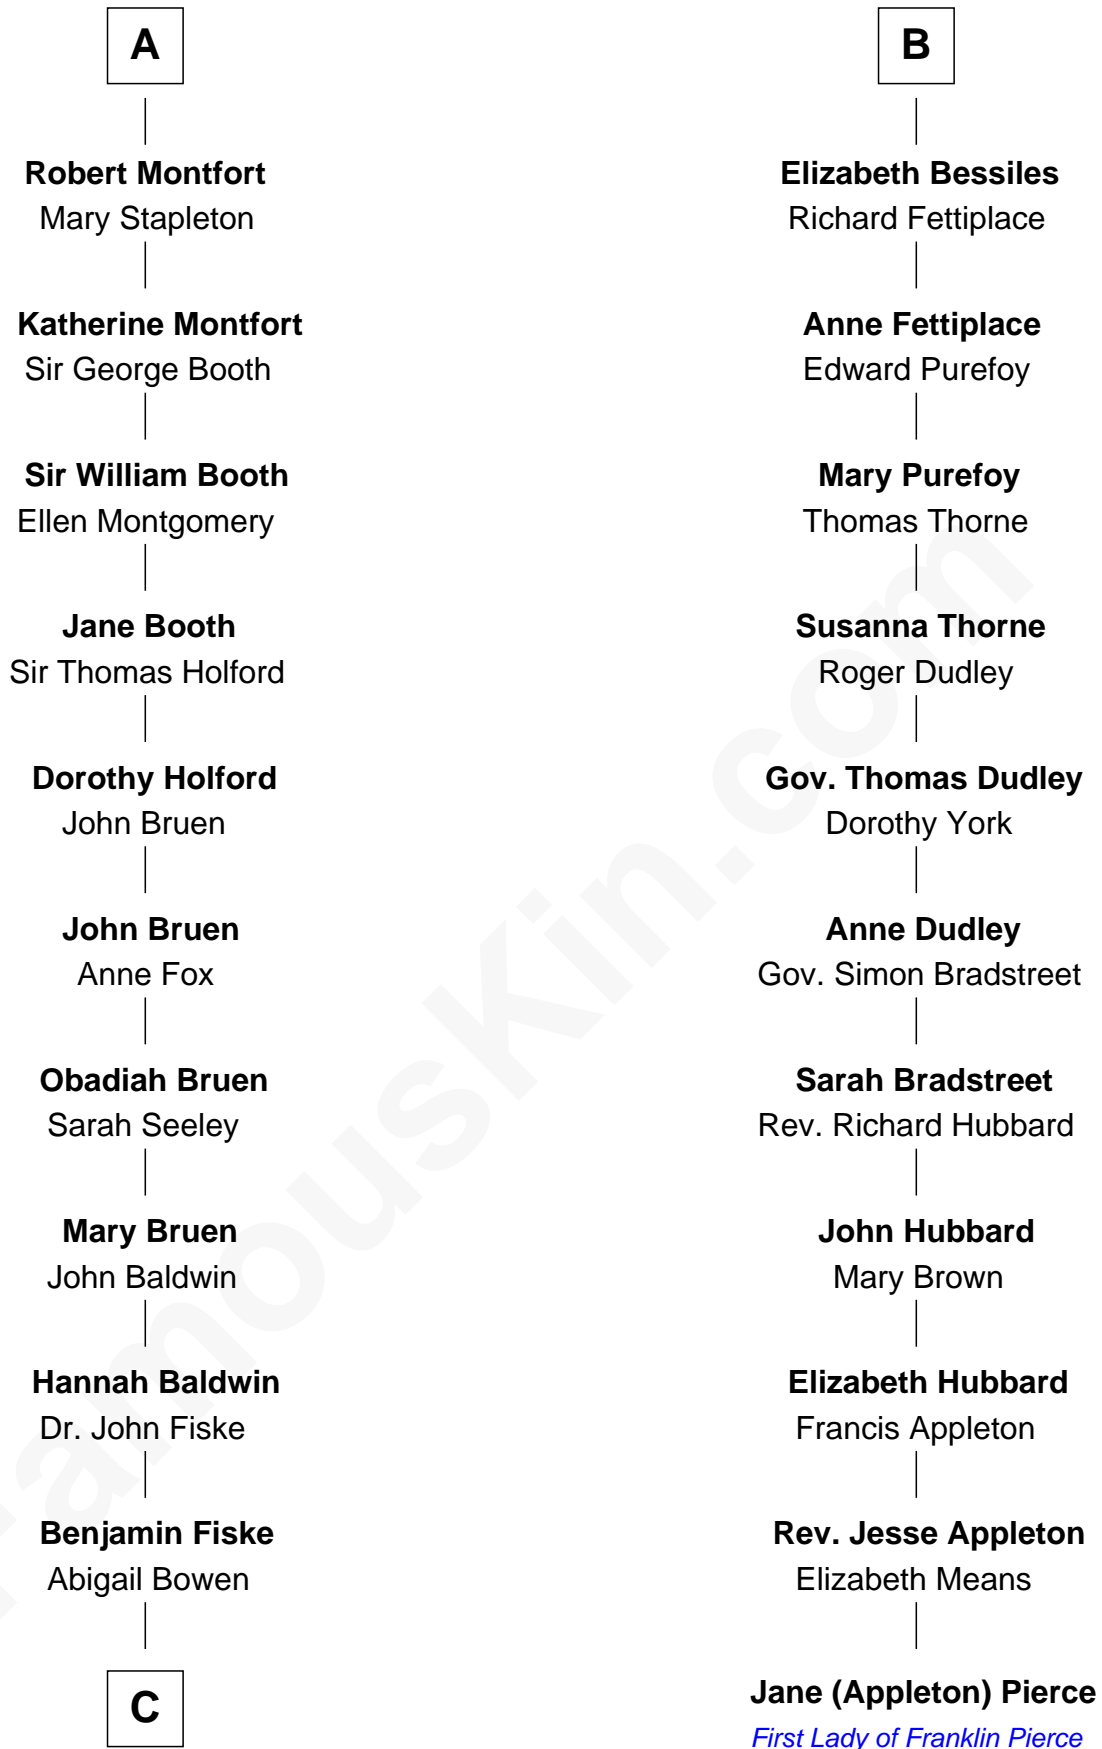 A
Robert Montfort
Mary Stapleton
Katherine Montfort
Sir George Booth
Sir William Booth
Ellen Montgomery
Jane Booth
Sir Thomas Holford
Dorothy Holford
John Bruen
John Bruen
Anne Fox
Obadiah Bruen
Sarah Seeley
Mary Bruen
John Baldwin
Hannah Baldwin
Dr. John Fiske
Benjamin Fiske
Abigail Bowen
C
B
Elizabeth Bessiles
Richard Fettiplace
Anne Fettiplace
Edward Purefoy
Mary Purefoy
Thomas Thorne
Susanna Thorne
Roger Dudley
Gov. Thomas Dudley
Dorothy York
Anne Dudley
Gov. Simon Bradstreet
Sarah Bradstreet
Rev. Richard Hubbard
John Hubbard
Mary Brown
Elizabeth Hubbard
Francis Appleton
Rev. Jesse Appleton
Elizabeth Means
Jane (Appleton) Pierce
First Lady of Franklin Pierce
FamousKin.com